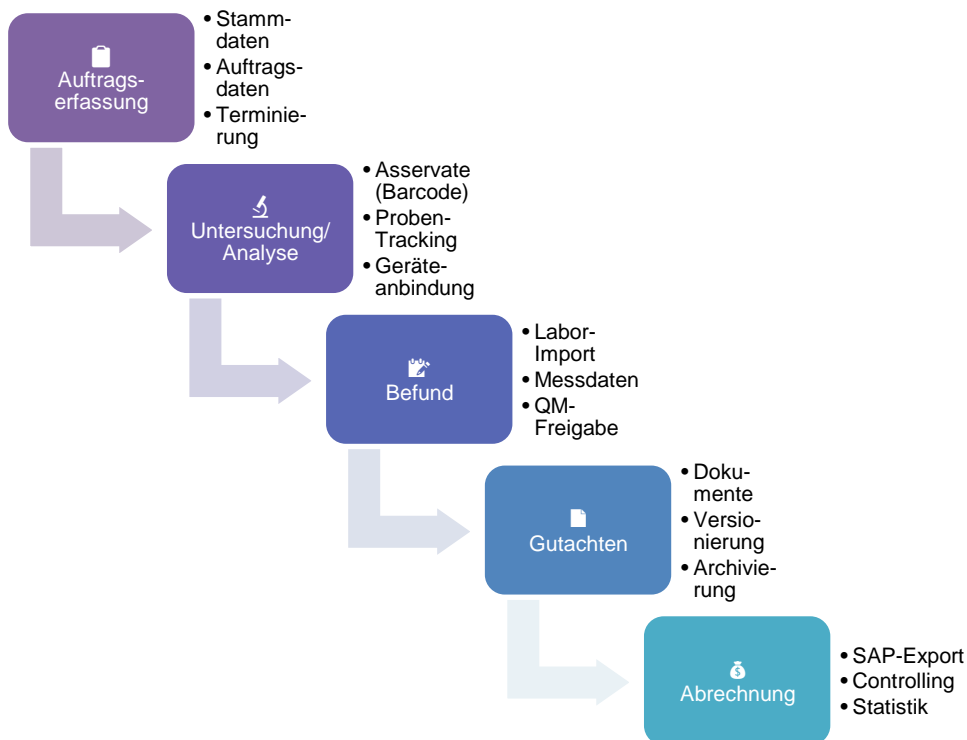 Auftrags-
erfassung
• Stamm-
daten
• Auftrags-
daten
• Terminie-
rung
Untersuchung/
Analyse
• Asservate
(Barcode)
• Proben-
Tracking
• Geräte-
anbindung
Befund
• Labor-
Import
• Messdaten
• QM-
Freigabe
Gutachten
• Doku-
mente
• Versio-
nierung
• Archivie-
rung
$
Abrechnung
• SAP-Export
• Controlling
• Statistik